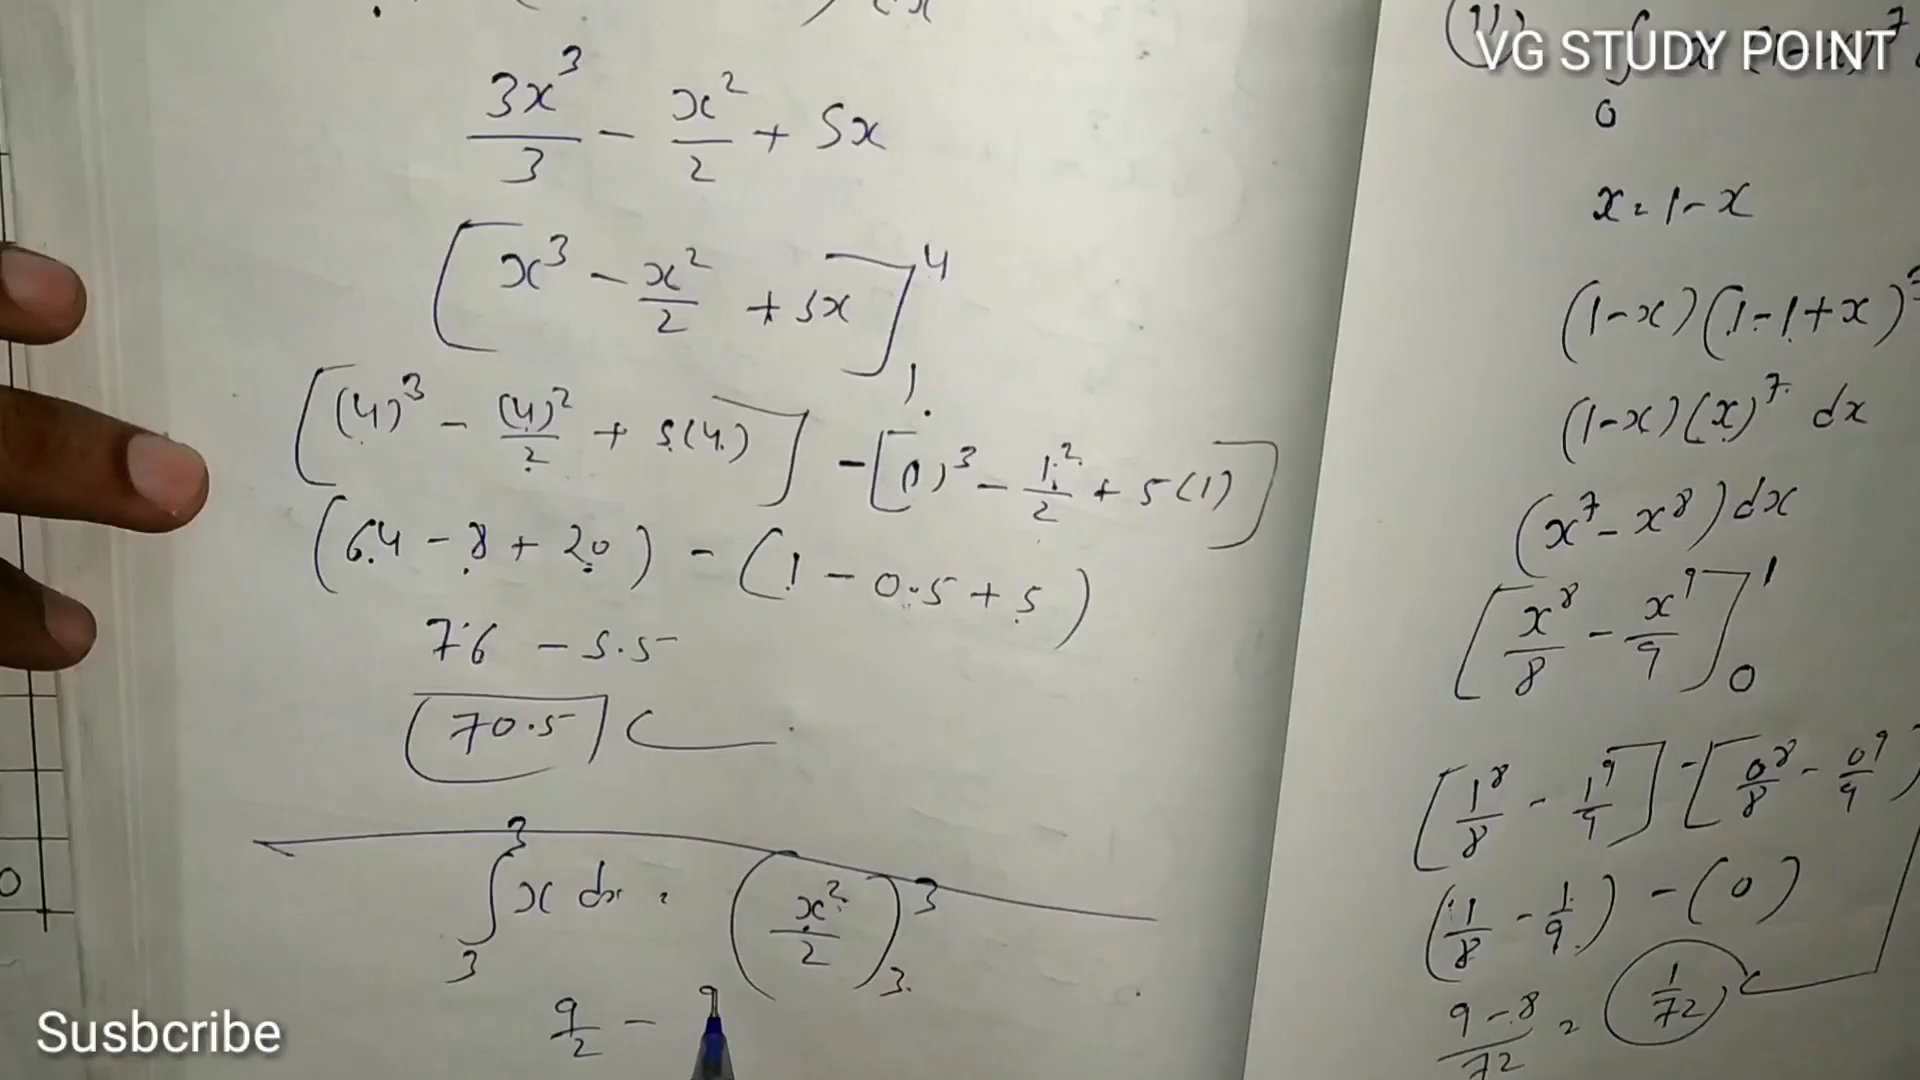 3x³/3 - x²/2 + 5x
[x³ - x²/2 + 5x]⁴₁
[(4)³ - (4)²/2 + 5(4)] - [(1)³ - 1²/2 + 5(1)]
(64 - 8 + 20) - (1 - 0.5 + 5)
76 - 5.5
70.5
∫₃³ x dx = (x²/2)³₃
9/2 - 9
VG STUDY POINT
0
x = 1-x
(1-x)(1-1+x)
(1-x)(x)⁷ dx
(x⁷ - x⁸) dx
[x⁸/8 - x⁹/9]¹₀
[1⁸/8 - 1⁹/9] - [0⁸/8 - 0⁹/9]
(1/8 - 1/9) - (0)
9-8/72 = 1/72
Susbcribe